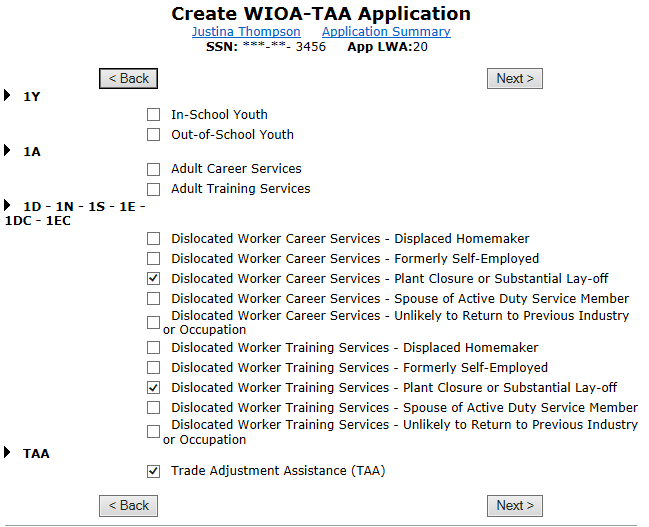 Create WIOA-TAA Application
Justina Thompson Application Summary
SSN: ***-**- 3456 App LWA:20
< Back Next >
1Y
In-School Youth
Out-of-School Youth
1A
Adult Career Services
Adult Training Services
1D - 1N - 1S - 1E -
1DC - 1EC
Dislocated Worker Career Services - Displaced Homemaker
Dislocated Worker Career Services - Formerly Self-Employed
Dislocated Worker Career Services - Plant Closure or Substantial Lay-off
Dislocated Worker Career Services - Spouse of Active Duty Service Member
Dislocated Worker Career Services - Unlikely to Return to Previous Industry
or Occupation
Dislocated Worker Training Services - Displaced Homemaker
Dislocated Worker Training Services - Formerly Self-Employed
Dislocated Worker Training Services - Plant Closure or Substantial Lay-off
Dislocated Worker Training Services - Spouse of Active Duty Service Member
Dislocated Worker Training Services - Unlikely to Return to Previous Industry
or Occupation
TAA
Trade Adjustment Assistance (TAA)
< Back Next >